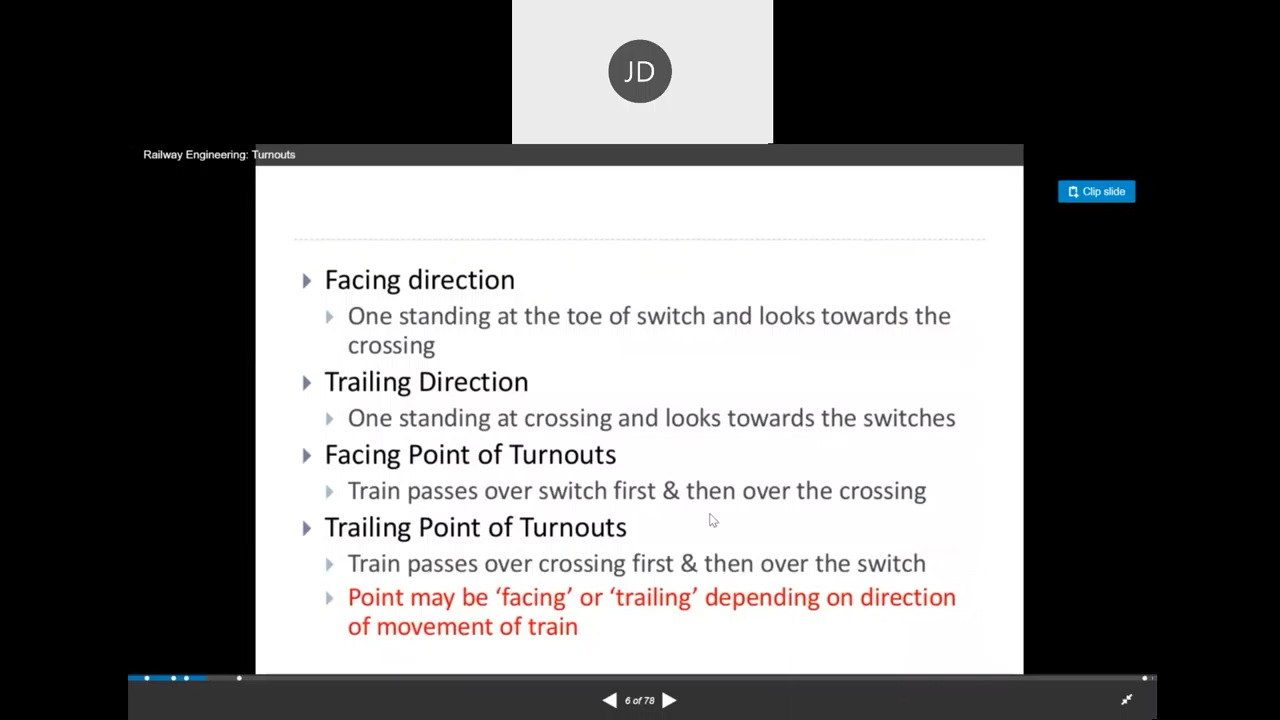 JD
Railway Engineering: Turnouts
Clip slide
Facing direction
One standing at the toe of switch and looks towards the
crossing
Trailing Direction
One standing at crossing and looks towards the switches
Facing Point of Turnouts
Train passes over switch first & then over the crossing
Trailing Point of Turnouts
Train passes over crossing first & then over the switch
Point may be ‘facing’ or ‘trailing’ depending on direction
of movement of train
6 of 78